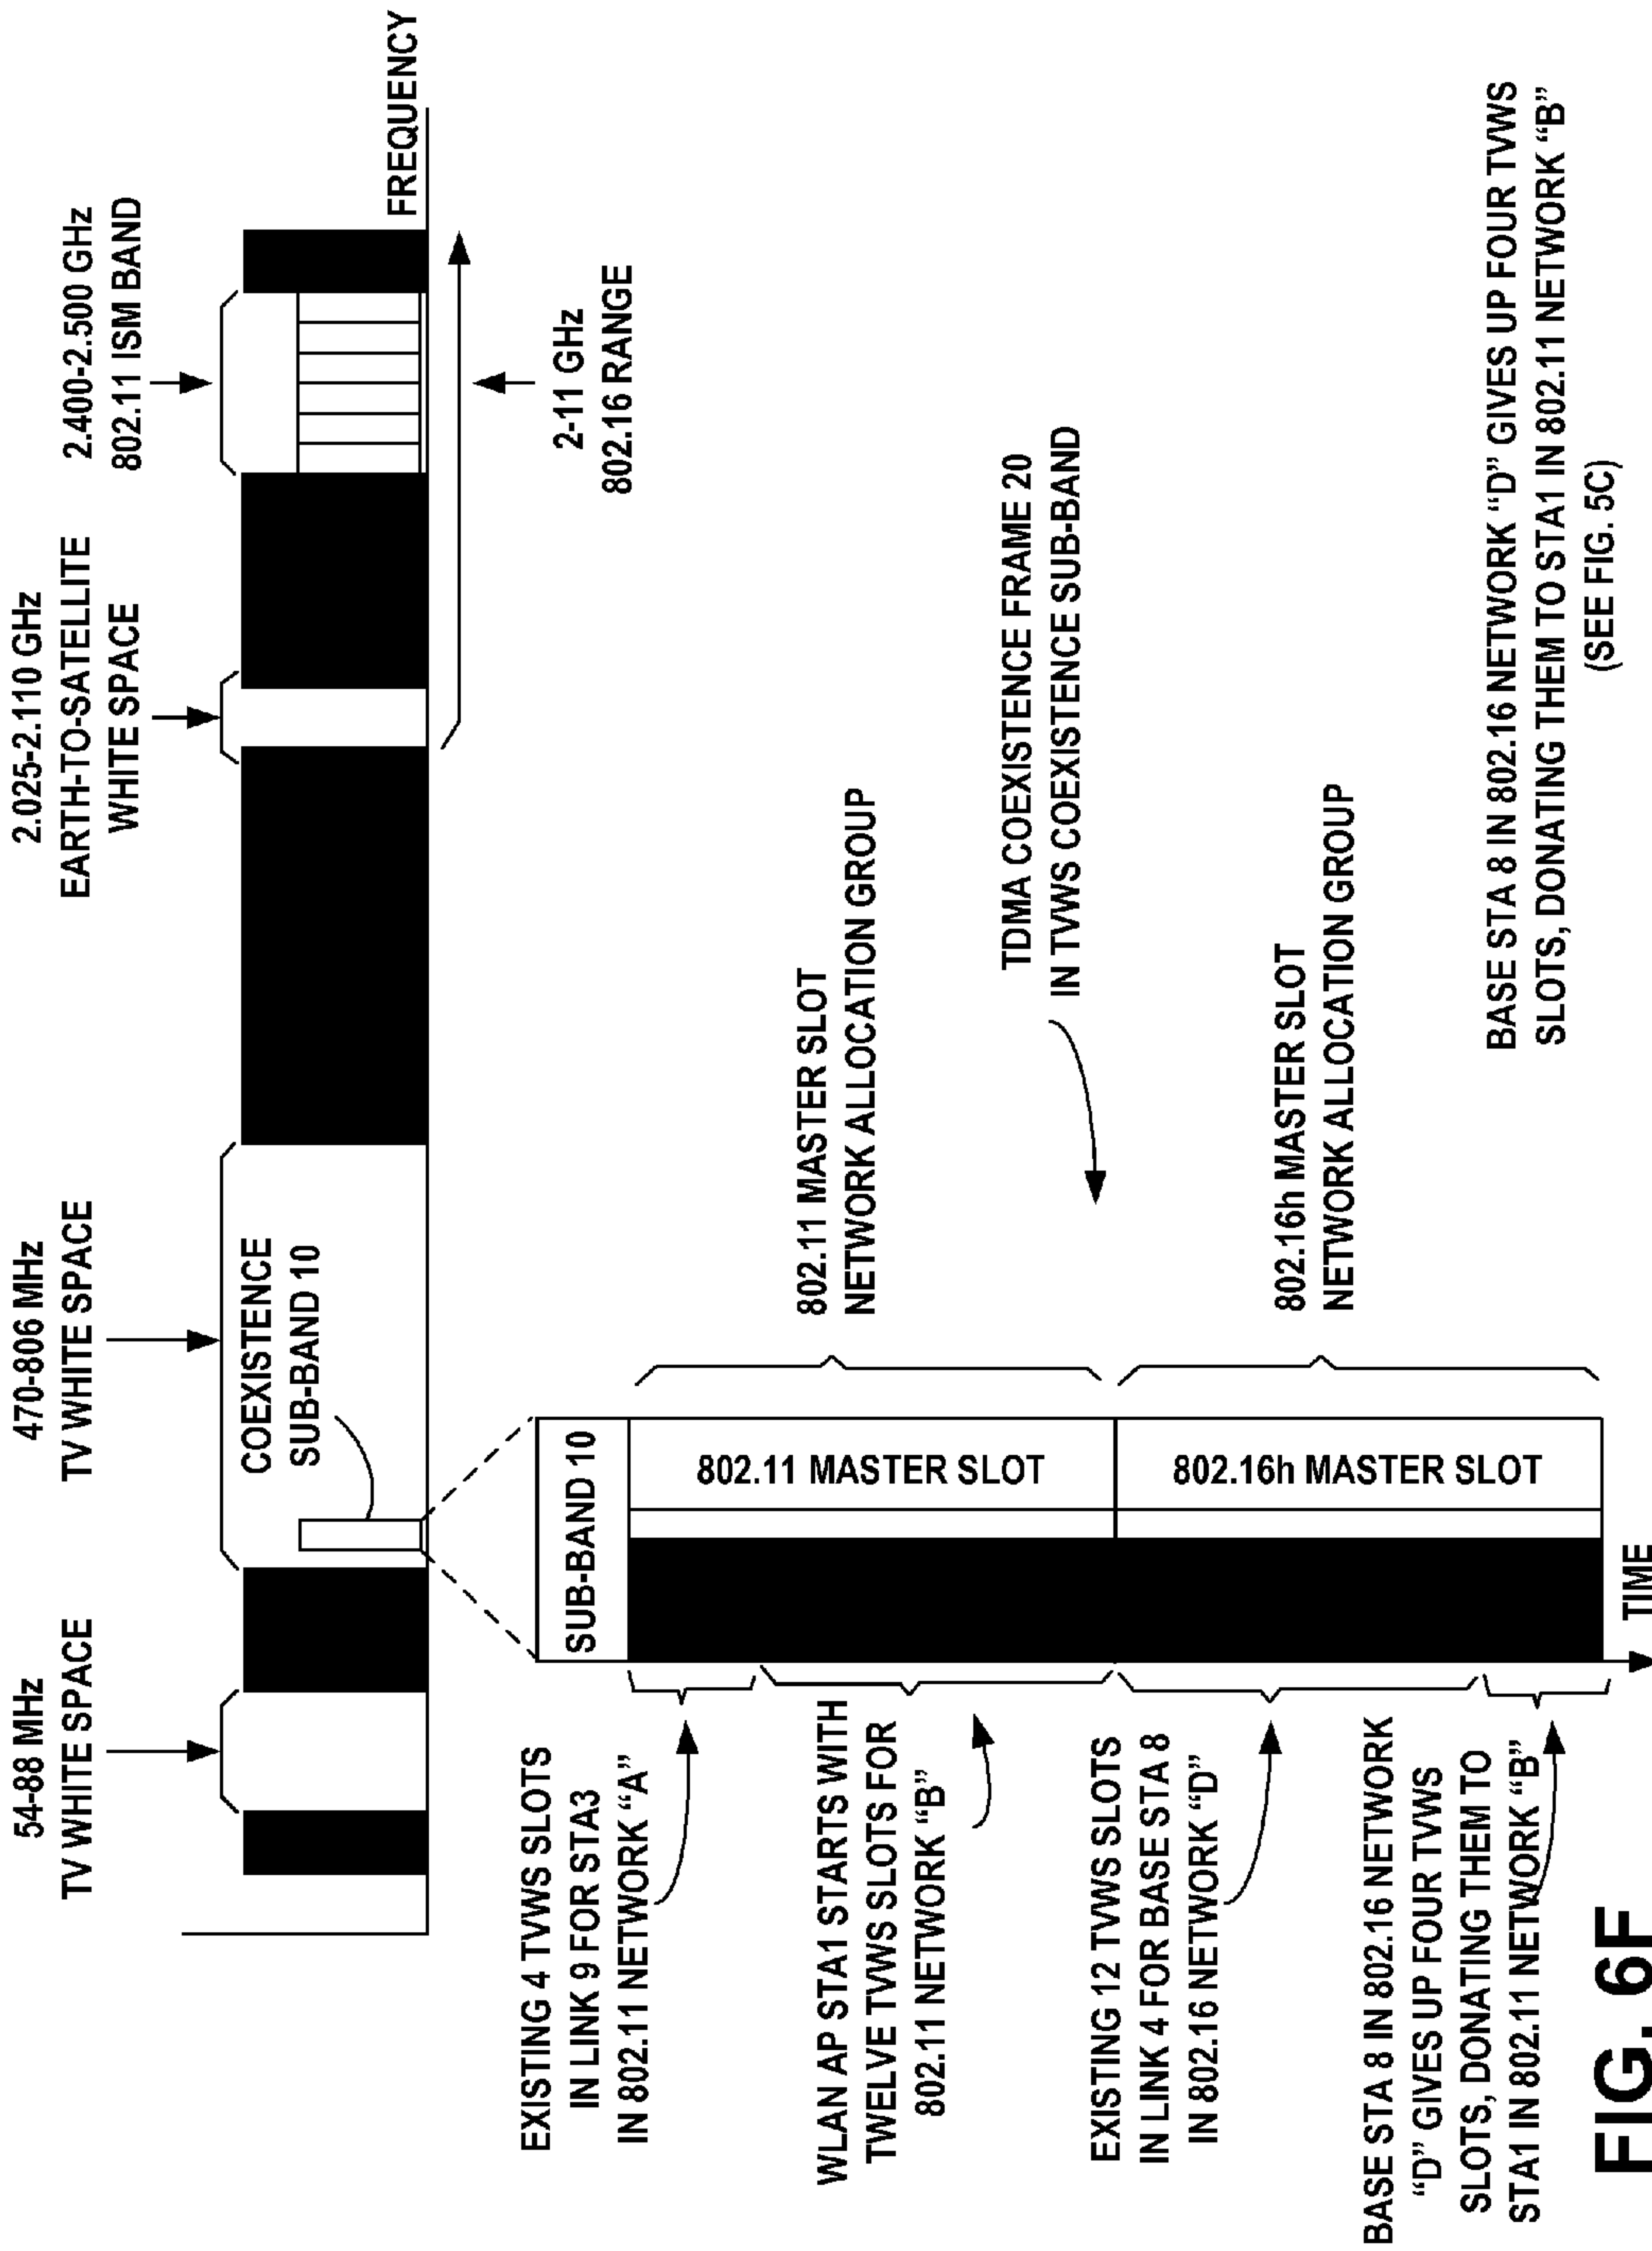 54-88 MHz
TV WHITE SPACE
470-806 MHz
TV WHITE SPACE
2.025-2.110 GHz
EARTH-TO-SATELLITE
WHITE SPACE
2.400-2.500 GHz
802.11 ISM BAND
COEXISTENCE
SUB-BAND 10
FREQUENCY
2-11 GHz
802.16 RANGE
SUB-BAND 10
EXISTING 4 TVWS SLOTS
IN LINK 9 FOR STA3
IN 802.11 NETWORK “A”
WLAN AP STA1 STARTS WITH
TWELVE TVWS SLOTS FOR
802.11 NETWORK “B”
802.11 MASTER SLOT
802.11 MASTER SLOT
NETWORK ALLOCATION GROUP
TDMA COEXISTENCE FRAME 20
IN TVWS COEXISTENCE SUB-BAND
EXISTING 12 TVWS SLOTS
IN LINK 4 FOR BASE STA 8
IN 802.16 NETWORK “D”
802.16h MASTER SLOT
802.16h MASTER SLOT
NETWORK ALLOCATION GROUP
BASE STA 8 IN 802.16 NETWORK
“D” GIVES UP FOUR TVWS
SLOTS, DONATING THEM TO
STA1 IN 802.11 NETWORK “B”
TIME
BASE STA 8 IN 802.16 NETWORK “D” GIVES UP FOUR TVWS
SLOTS, DONATING THEM TO STA1 IN 802.11 NETWORK “B”
(SEE FIG. 5C)
FIG. 6F